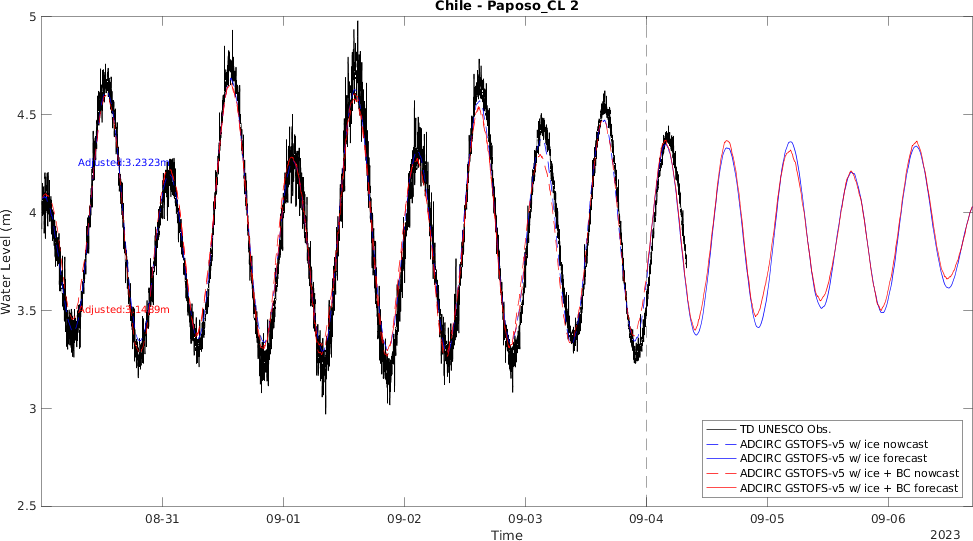 Chile - Paposo_CL 2
5
4.5
4
3.5
3
2.5
Water Level (m)
Adjusted:3.2323m
Adjusted:3.1489m
08-31
09-01
09-02
09-03
09-04
09-05
09-06
Time
2023
TD UNESCO Obs.
ADCIRC GSTOFS-v5 w/ ice nowcast
ADCIRC GSTOFS-v5 w/ ice forecast
ADCIRC GSTOFS-v5 w/ ice + BC nowcast
ADCIRC GSTOFS-v5 w/ ice + BC forecast